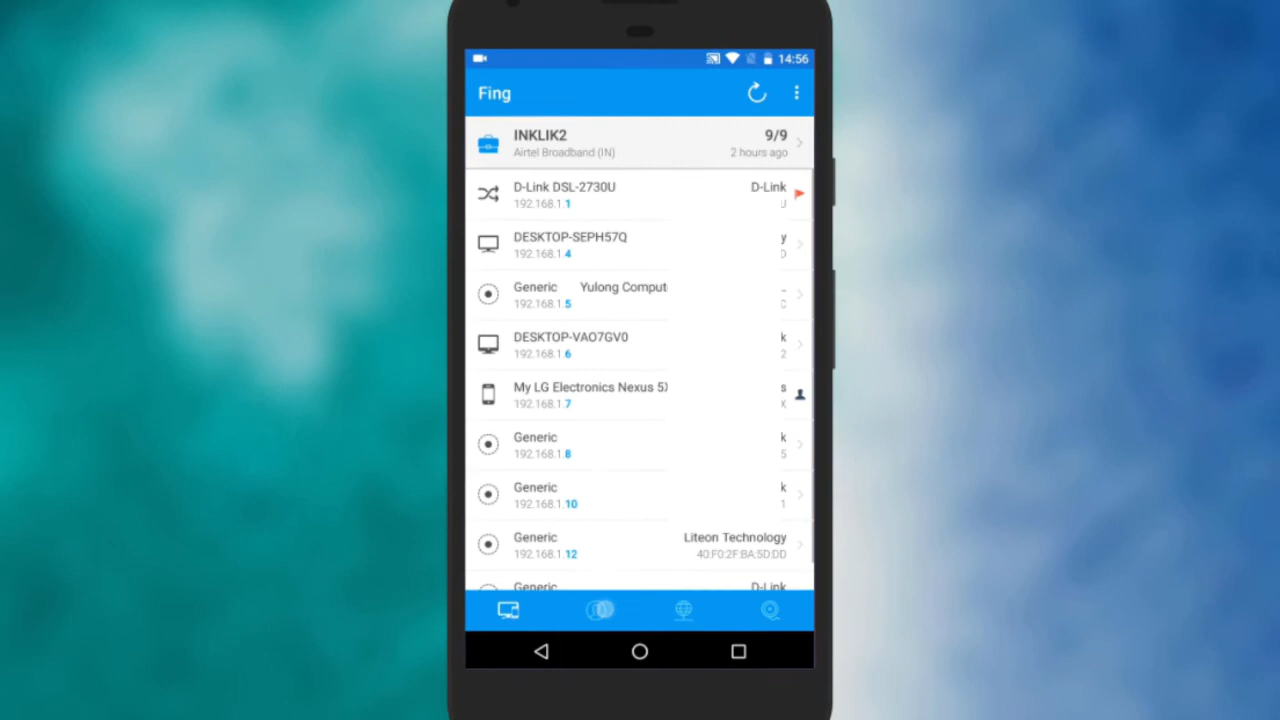 14:56
Fing
INKLIK2 9/9
Airtel Broadband (IN) 2 hours ago
D-Link DSL-2730U D-Link
192.168.1.1 U
DESKTOP-SEPH57Q y
192.168.1.4 D
Generic Yulong Comput
192.168.1.5 C
DESKTOP-VAO7GV0 k
192.168.1.6 2
My LG Electronics Nexus 5X s
192.168.1.7 X
Generic k
192.168.1.8 5
Generic k
192.168.1.10 1
Generic Liteon Technology
192.168.1.12 40:F0:2F:BA:5D:DD
Generic D-Link